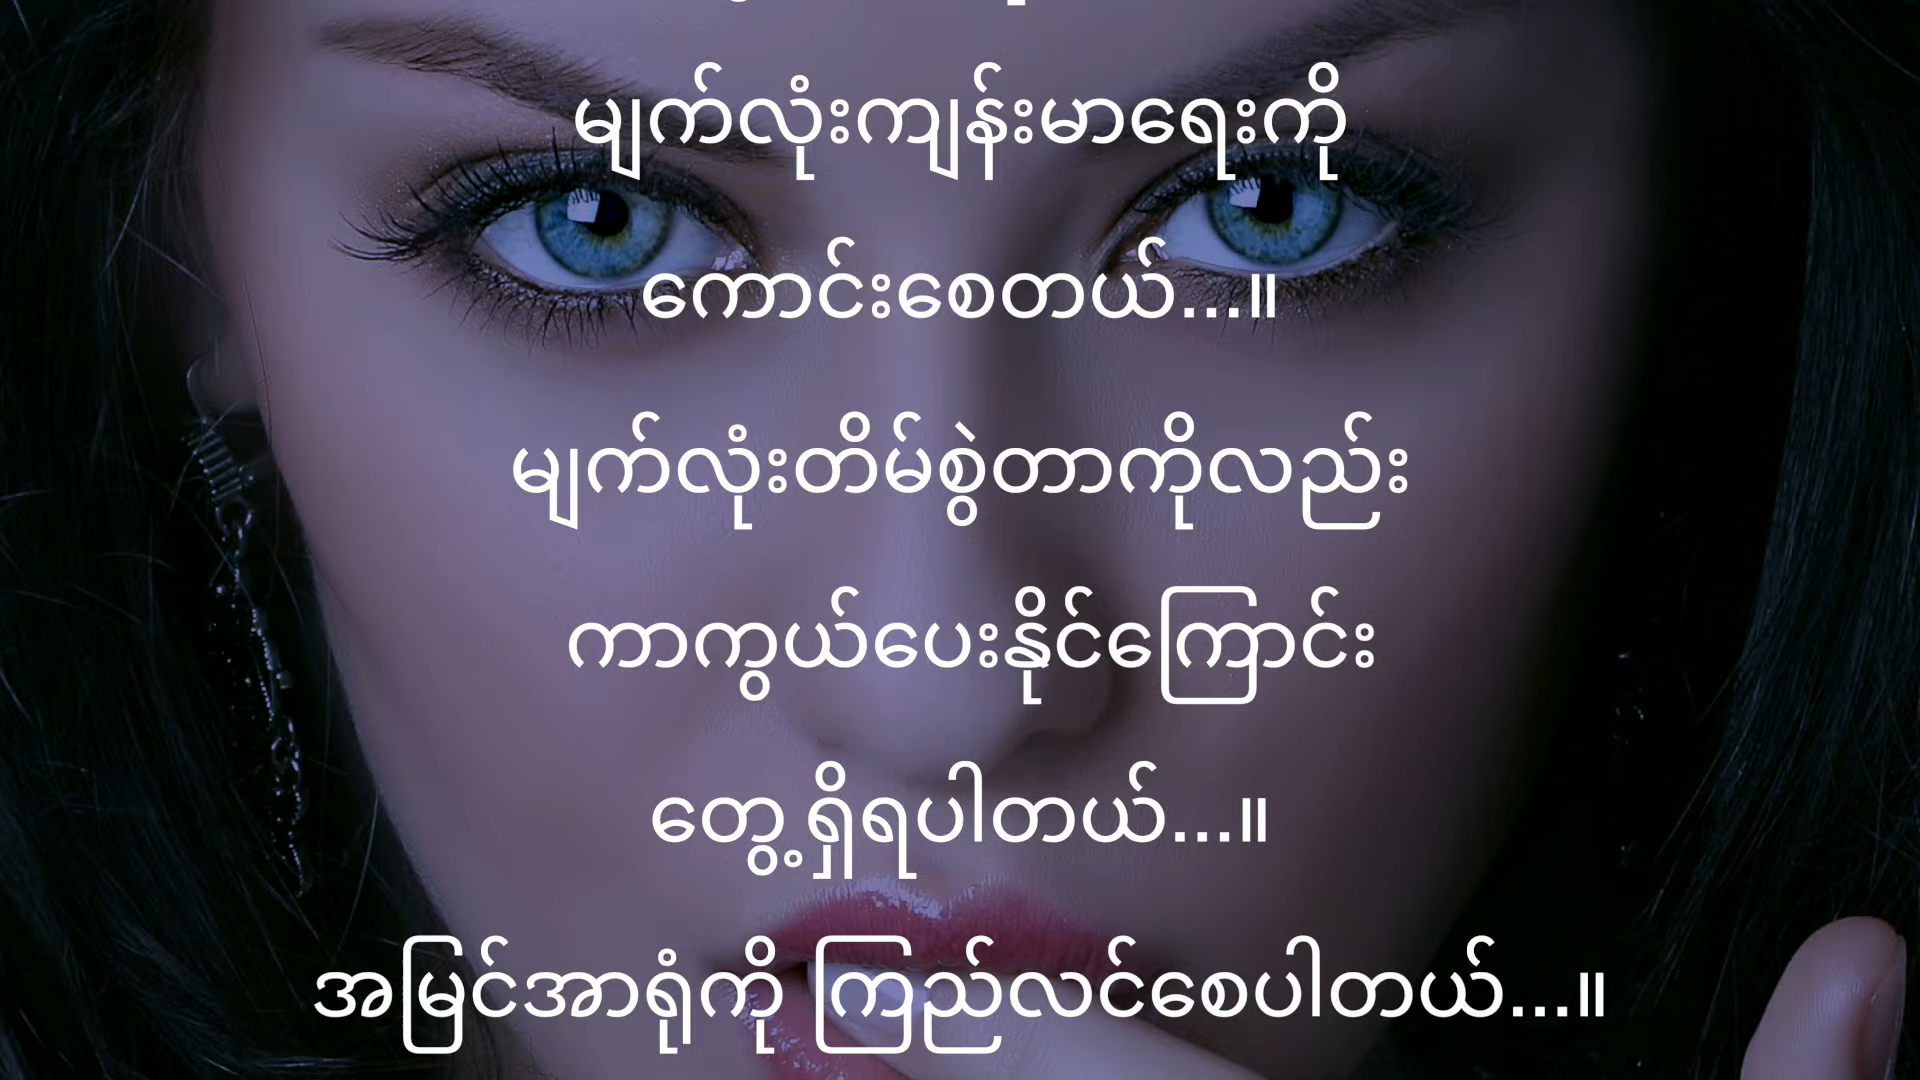 မျက်လုံးကျန်းမာရေးကို
ကောင်းစေတယ်...။
မျက်လုံးတိမ်စွဲတာကိုလည်း
ကာကွယ်ပေးနိုင်ကြောင်း
တွေ့ရှိရပါတယ်...။
အမြင်အာရုံကို ကြည်လင်စေပါတယ်...။